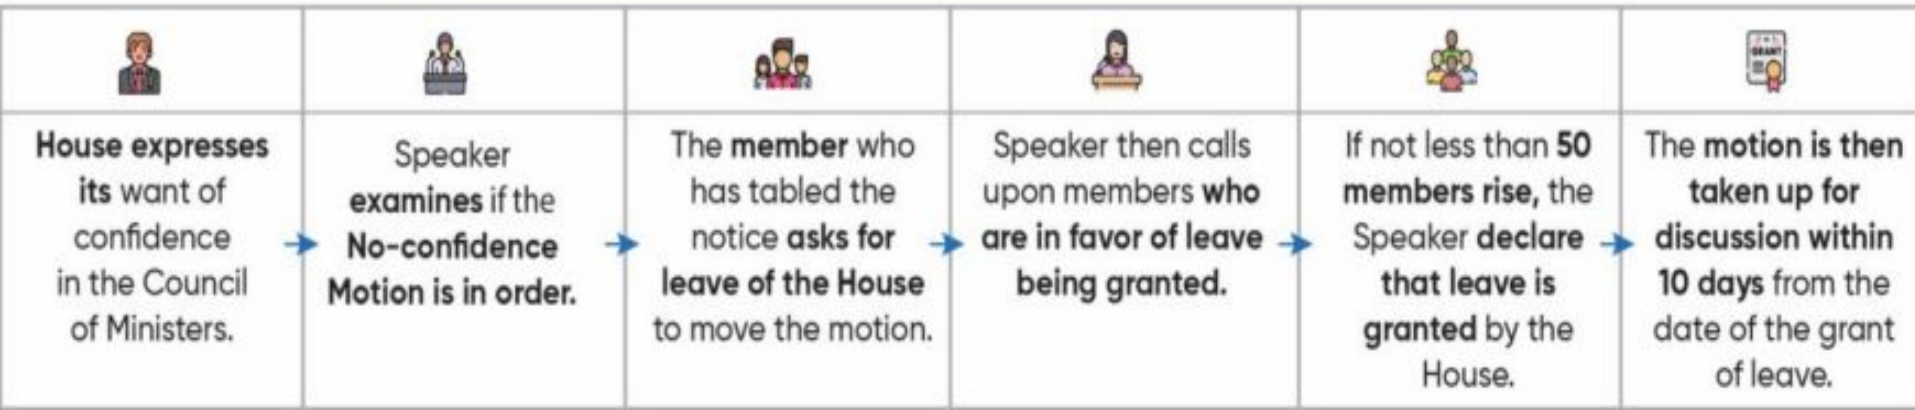 House expresses
its want of
confidence
in the Council
of Ministers.
Speaker
examines if the
No-confidence
Motion is in order.
The member who
has tabled the
notice asks for
leave of the House
to move the motion.
Speaker then calls
upon members who
are in favor of leave
being granted.
If not less than 50
members rise, the
Speaker declare
that leave is
granted by the
House.
GRANT
The motion is then
taken up for
discussion within
10 days from the
date of the grant
of leave.